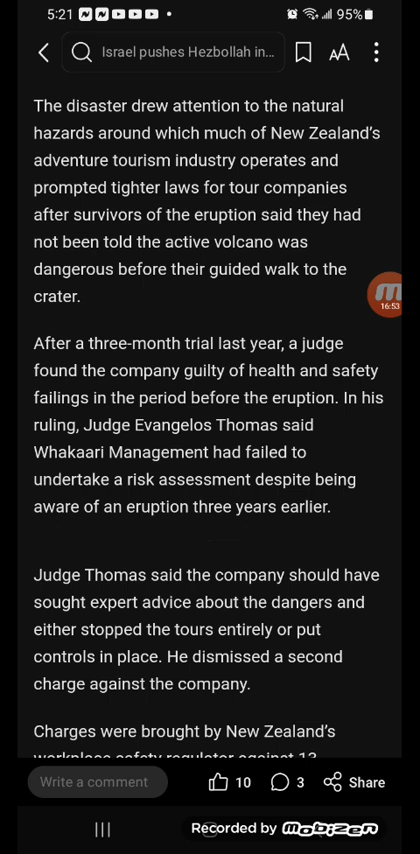 5:21
95%
Israel pushes Hezbollah in...
AA
The disaster drew attention to the natural
hazards around which much of New Zealand’s
adventure tourism industry operates and
prompted tighter laws for tour companies
after survivors of the eruption said they had
not been told the active volcano was
dangerous before their guided walk to the
crater.
m
16:53
After a three-month trial last year, a judge
found the company guilty of health and safety
failings in the period before the eruption. In his
ruling, Judge Evangelos Thomas said
Whakaari Management had failed to
undertake a risk assessment despite being
aware of an eruption three years earlier.
Judge Thomas said the company should have
sought expert advice about the dangers and
either stopped the tours entirely or put
controls in place. He dismissed a second
charge against the company.
Charges were brought by New Zealand’s
workplace safety regulator against 13
Write a comment
10
3
Share
Recorded by mobizen